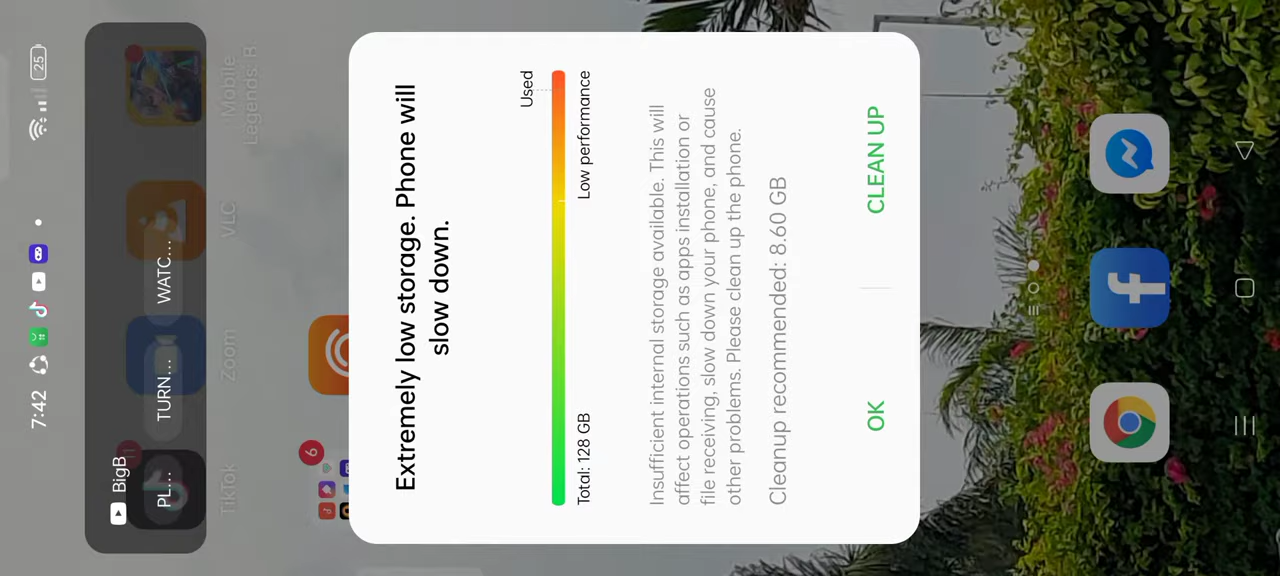 7:42
25
BigB
PL...
TURN...
WATC...
TikTok
Zoom
VLC
Mobile
Legends: B
11
6
Extremely low storage. Phone will
slow down.
Used
Total: 128 GB
Low performance
Insufficient internal storage available. This will
affect operations such as apps installation or
file receiving, slow down your phone, and cause
other problems. Please clean up the phone.
Cleanup recommended: 8.60 GB
OK
CLEAN UP